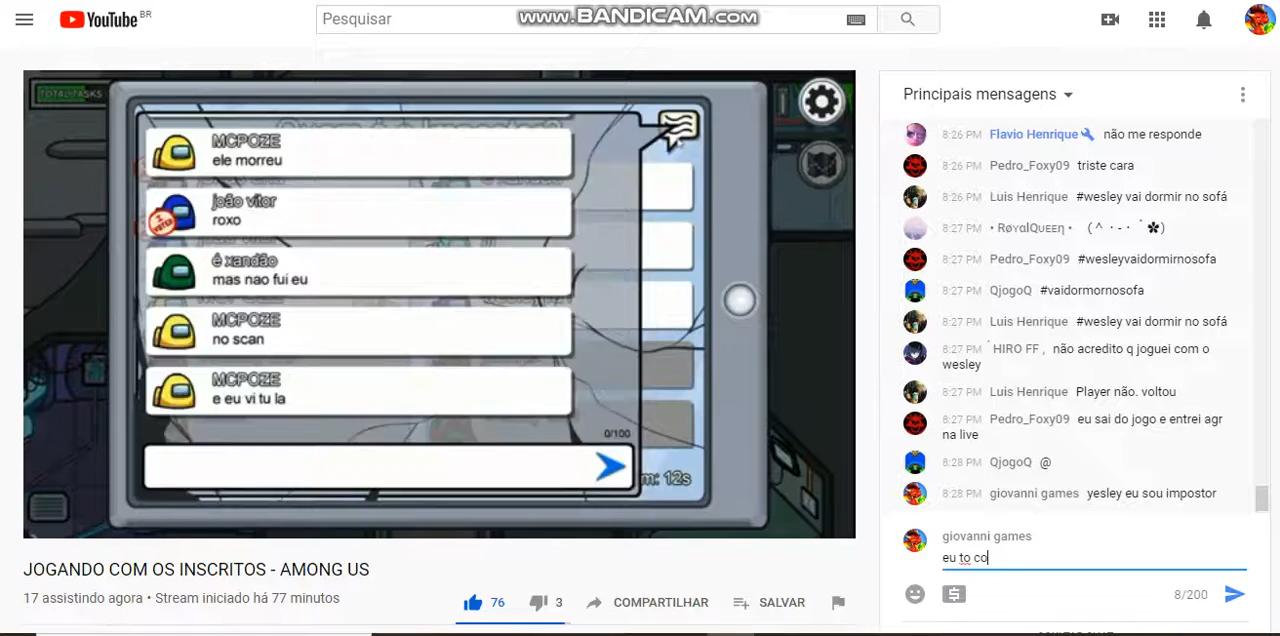 YouTube BR
Pesquisar
www.BANDICAM.com
TOTAL TASKS
MCPOZE
ele morreu
joão vitor
roxo
ê xandão
mas nao fui eu
MCPOZE
no scan
MCPOZE
e eu vi tu la
0/100
m: 12s
JOGANDO COM OS INSCRITOS - AMONG US
17 assistindo agora • Stream iniciado há 77 minutos
76
3
COMPARTILHAR
SALVAR
Principais mensagens
8:26 PM Flavio Henrique não me responde
8:26 PM Pedro_Foxy09 triste cara
8:26 PM Luis Henrique #wesley vai dormir no sofá
8:27 PM • RøʏɑlQᴜᴇᴇη • (^・-・゛✽)
8:27 PM Pedro_Foxy09 #wesleyvaidormirnosofa
8:27 PM QjogoQ #vaidormornosofa
8:27 PM Luis Henrique #wesley vai dormir no sofá
8:27 PM ́ HIRO FF , não acredito q joguei com o
wesley
8:27 PM Luis Henrique Player não. voltou
8:27 PM Pedro_Foxy09 eu sai do jogo e entrei agr
na live
8:28 PM QjogoQ @
8:28 PM giovanni games yesley eu sou impostor
giovanni games
eu to co
8/200